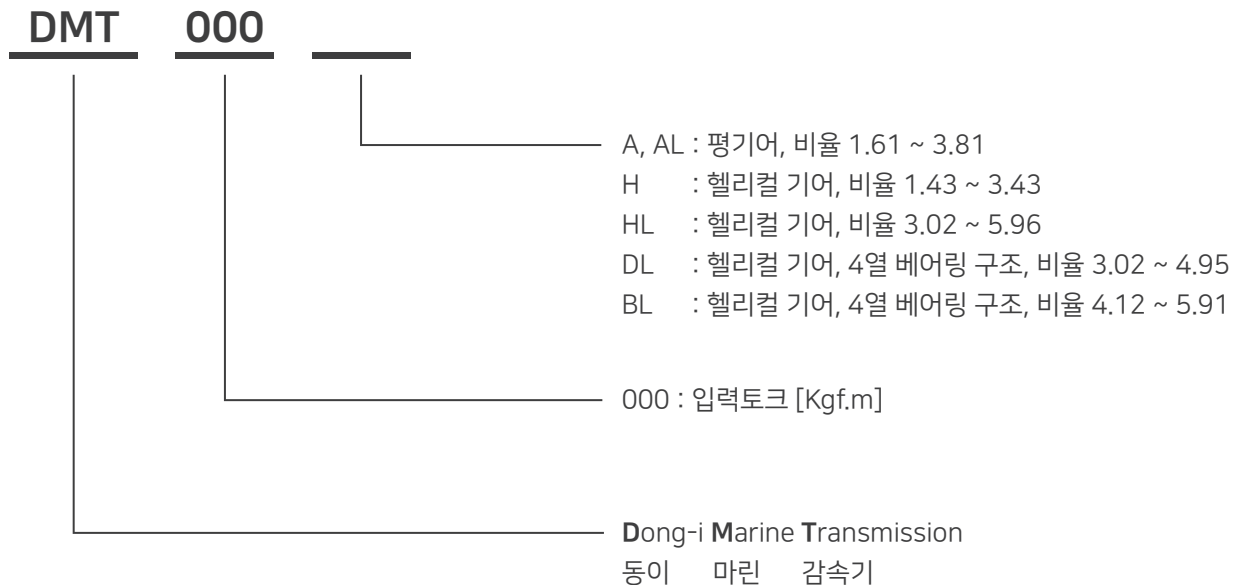 DMT 000
A, AL : 평기어, 비율 1.61 ~ 3.81
H : 헬리컬 기어, 비율 1.43 ~ 3.43
HL : 헬리컬 기어, 비율 3.02 ~ 5.96
DL : 헬리컬 기어, 4열 베어링 구조, 비율 3.02 ~ 4.95
BL : 헬리컬 기어, 4열 베어링 구조, 비율 4.12 ~ 5.91
000 : 입력토크 [Kgf.m]
Dong-i Marine Transmission
동이 마린 감속기